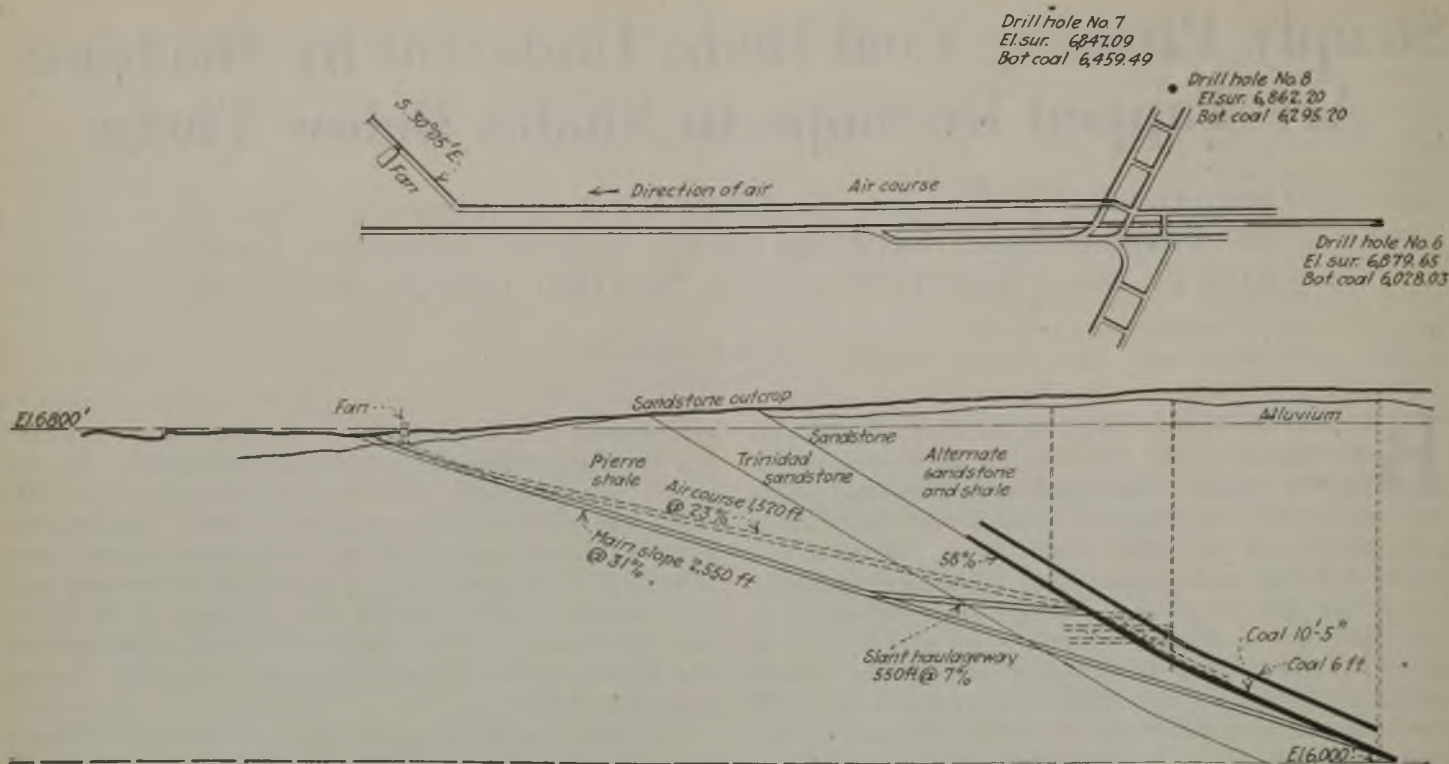 Drill hole No. 7
El. sur. 6,847.09
Bot coal 6,459.49
Drill hole No. 8
El. sur. 6,862.20
Bot coal 6,295.20
S. 30°05' E.
Fan
Direction of air
Air course
Drill hole No. 6
El. sur. 6,879.65
Bot coal 6,028.03
El. 6800'
Fan
Sandstone outcrop
Alluvium
Sandstone
Pierre
shale
Trinidad
sandstone
Alternate
sandstone
and shale
Air course 1,570 ft
@ 23%
Main slope 2,550 ft
@ 31%
58%
Slant haulageway
550 ft @ 7%
Coal 10'-5"
Coal 6 ft
El. 6,000'